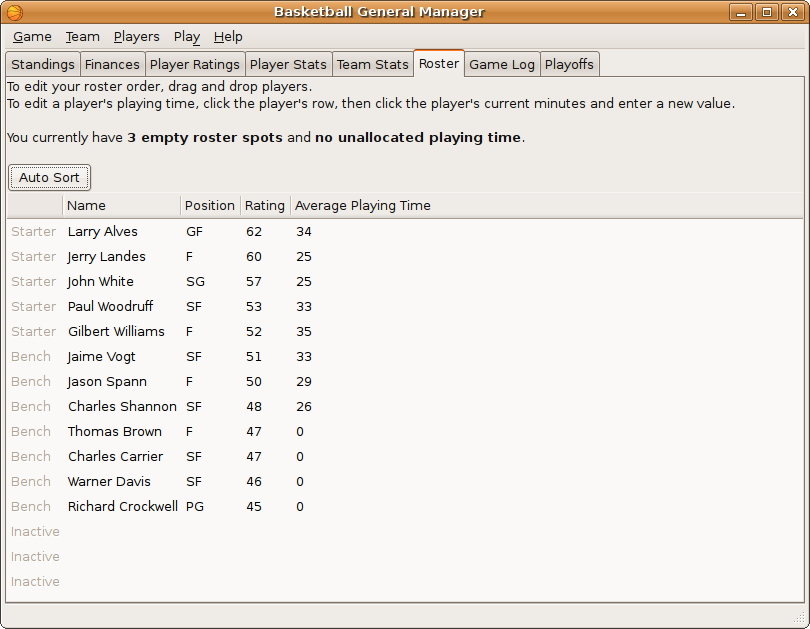 Basketball General Manager
Game Team Players Play Help
Standings Finances Player Ratings Player Stats Team Stats Roster Game Log Playoffs
To edit your roster order, drag and drop players.
To edit a player's playing time, click the player's row, then click the player's current minutes and enter a new value.
You currently have 3 empty roster spots and no unallocated playing time.
Auto Sort
Name Position Rating Average Playing Time
Starter Larry Alves GF 62 34
Starter Jerry Landes F 60 25
Starter John White SG 57 25
Starter Paul Woodruff SF 53 33
Starter Gilbert Williams F 52 35
Bench Jaime Vogt SF 51 33
Bench Jason Spann F 50 29
Bench Charles Shannon SF 48 26
Bench Thomas Brown F 47 0
Bench Charles Carrier SF 47 0
Bench Warner Davis SF 46 0
Bench Richard Crockwell PG 45 0
Inactive
Inactive
Inactive